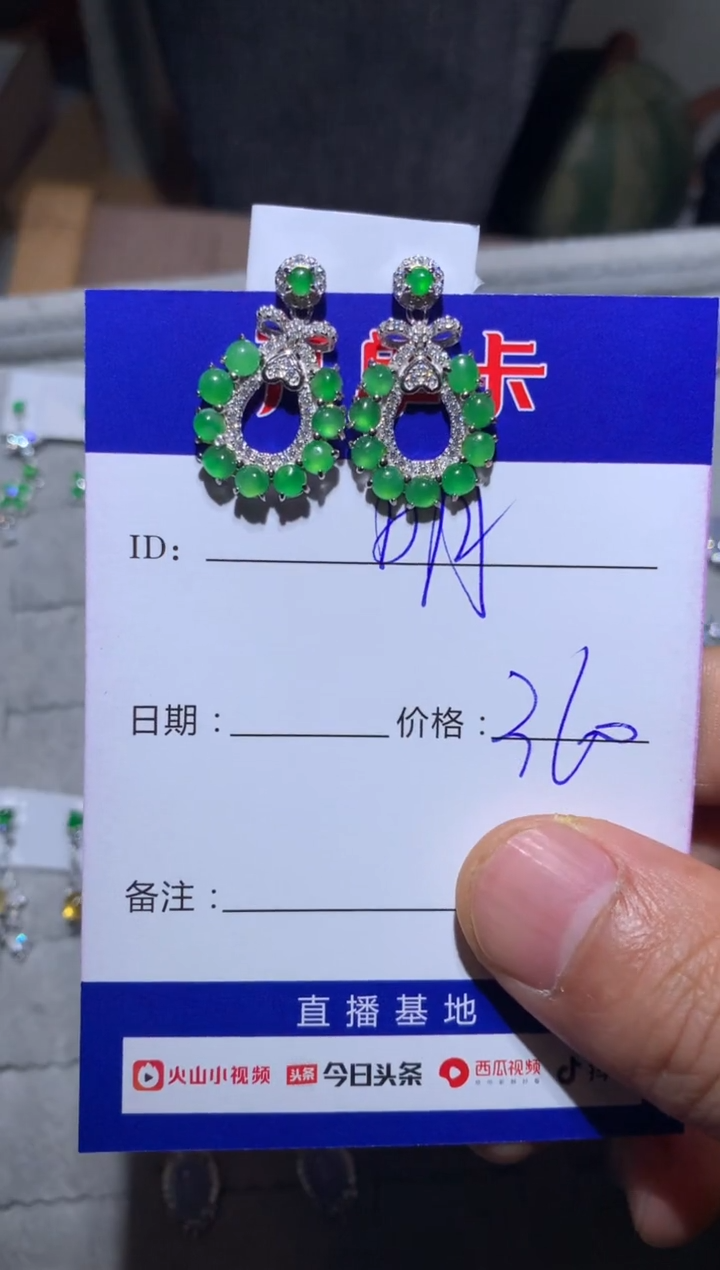 卡
ID: 明
日期: 价格: 360
备注:
直播基地
火山小视频 头条 今日头条 西瓜视频